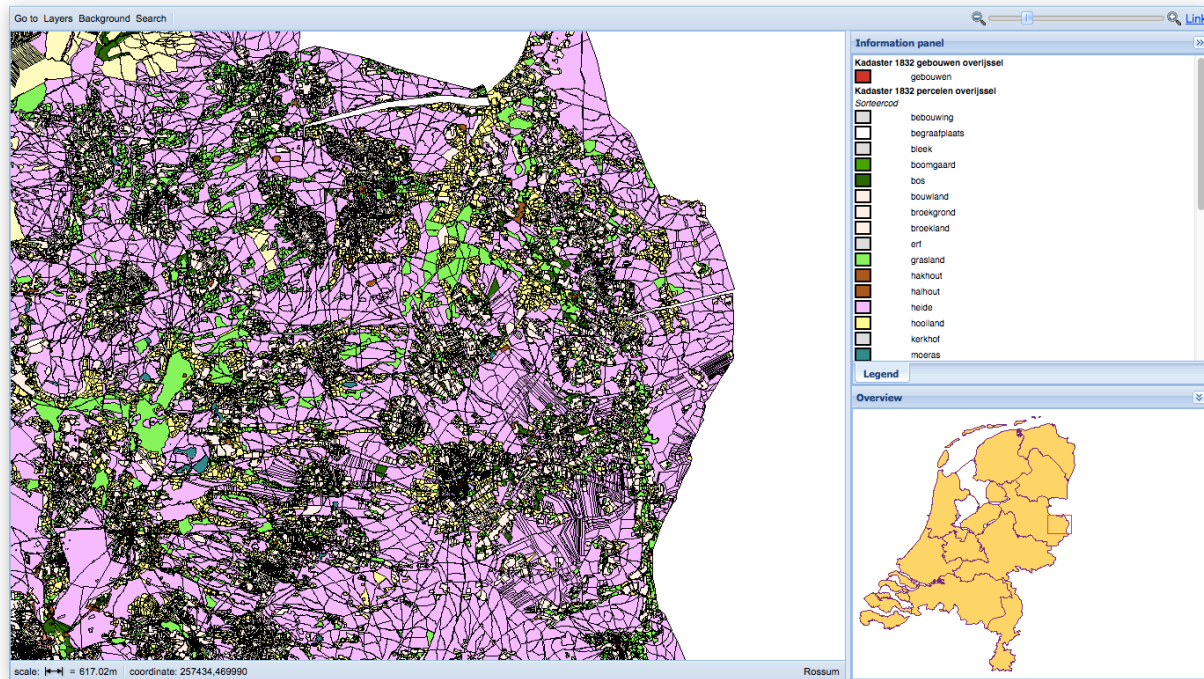 Go to Layers Background Search
Link
Information panel
Kadaster 1832 gebouwen overijssel
gebouwen
Kadaster 1832 percelen overijssel
Sorteercod
bebouwing
begraafplaats
bleek
boomgaard
bos
bouwland
broekgrond
broekland
erf
grasland
hakhout
halhout
heide
hooiland
kerkhof
moeras
Legend
Overview
scale: = 617.02m coordinate: 257434,469990
Rossum